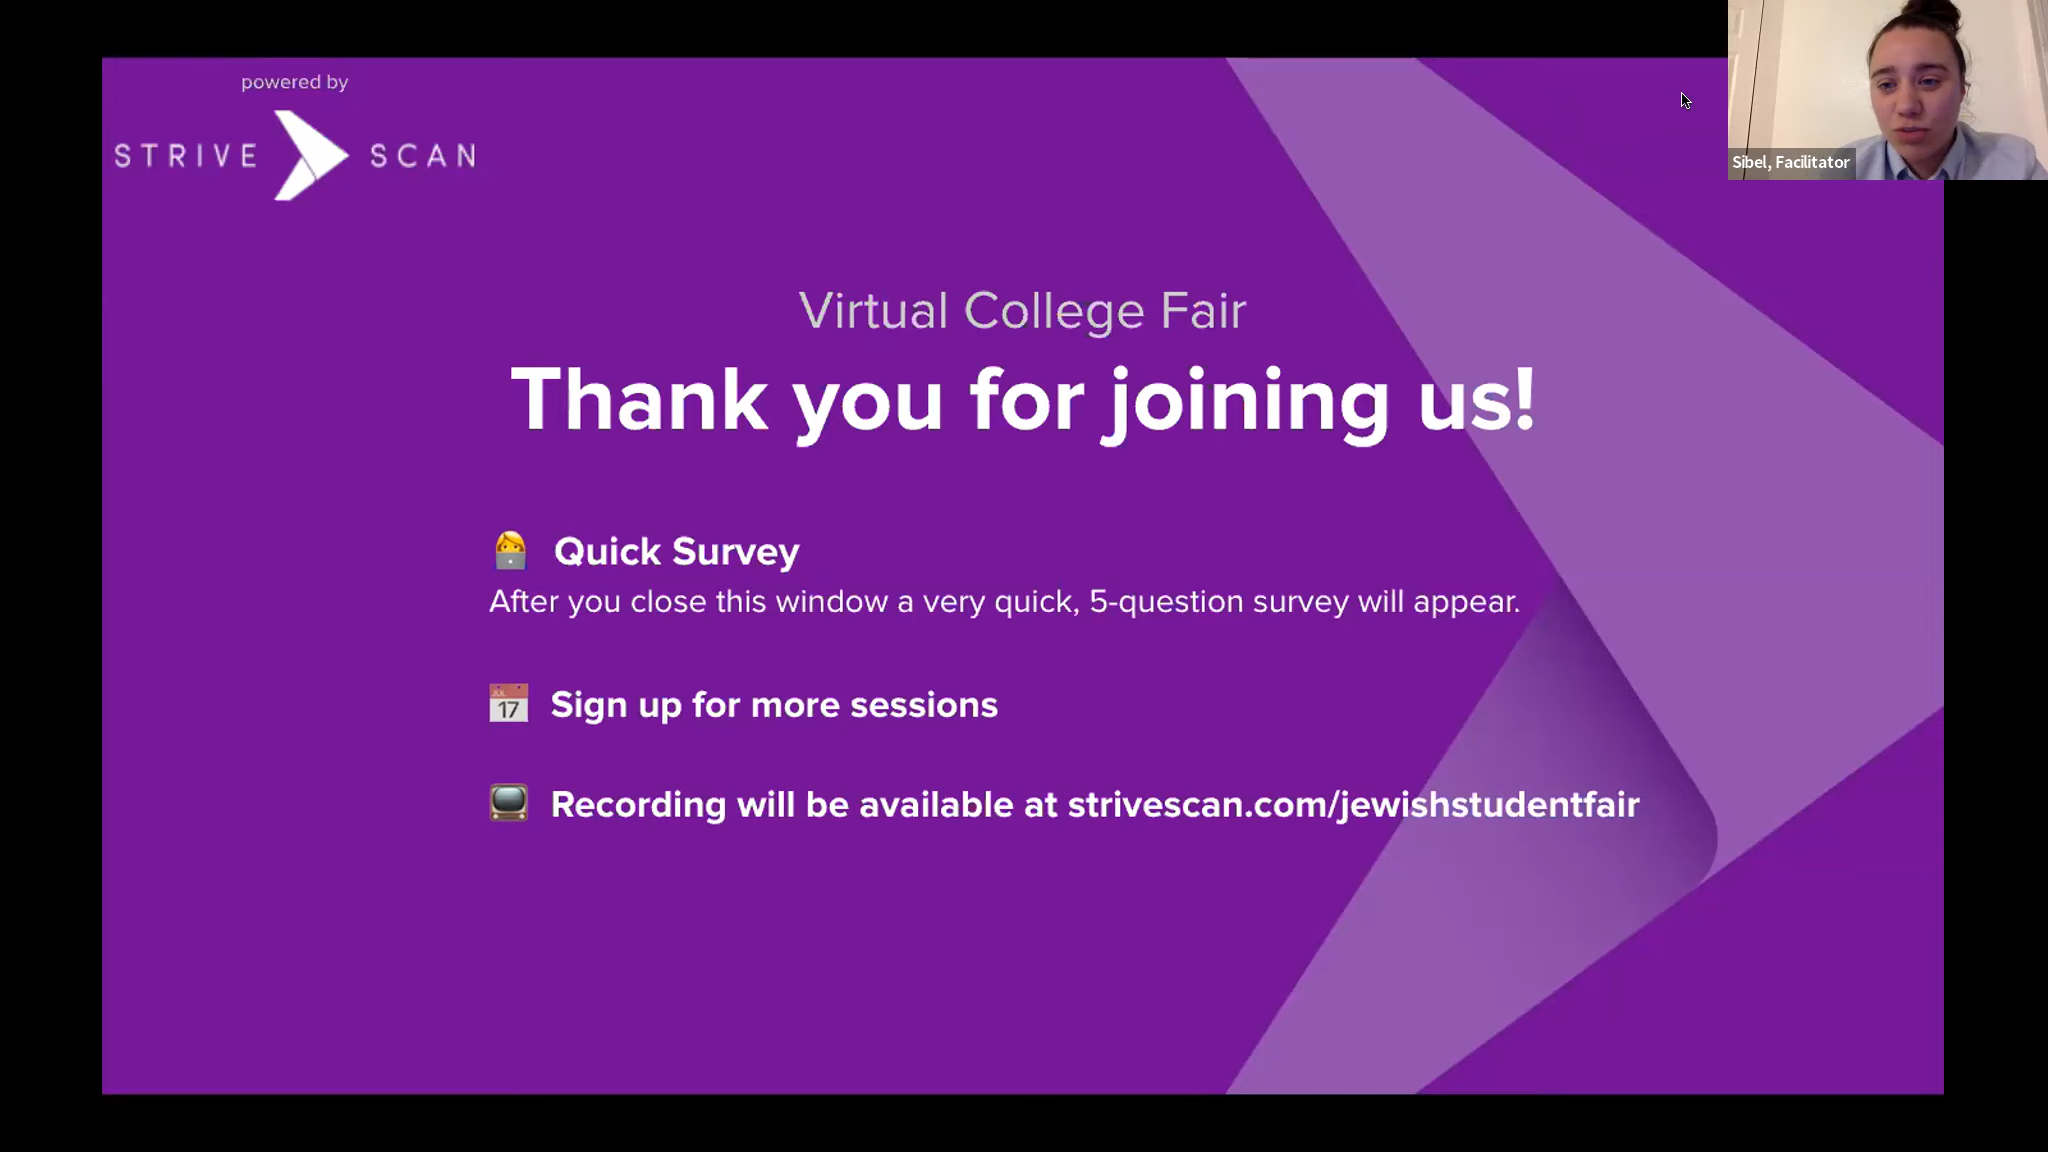 powered by
STRIVE SCAN
Sibel, Facilitator
Virtual College Fair
Thank you for joining us!
Quick Survey
After you close this window a very quick, 5-question survey will appear.
JUL
17
Sign up for more sessions
Recording will be available at strivescan.com/jewishstudentfair